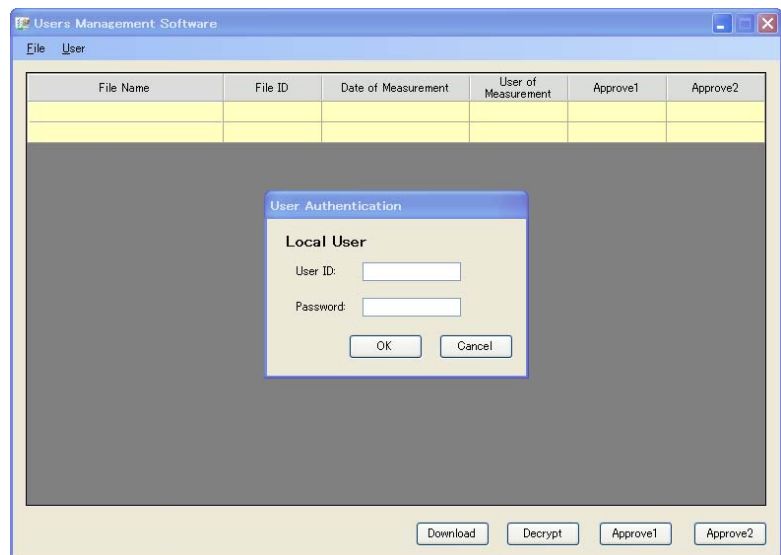 Users Management Software
File User
File Name File ID Date of Measurement User of Measurement Approve1 Approve2
User Authentication
Local User
User ID:
Password:
OK Cancel
Download Decrypt Approve1 Approve2